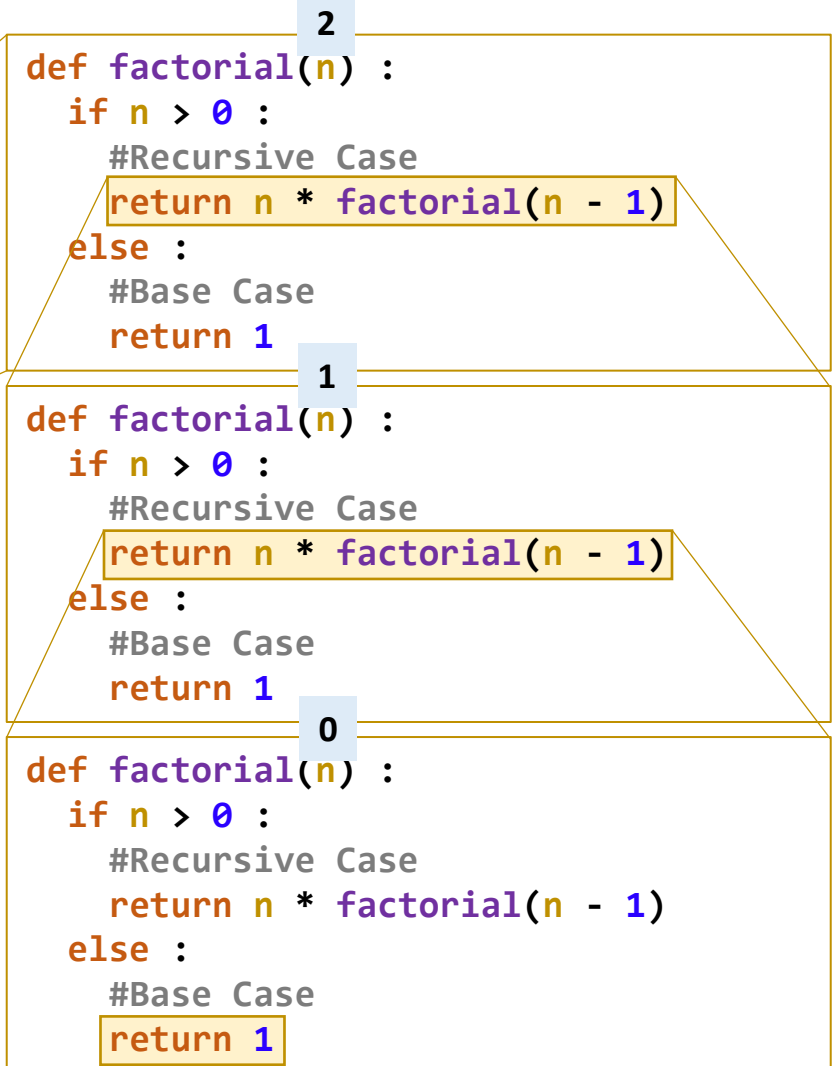 2
def factorial(n) :
  if n > 0 :
    #Recursive Case
    return n * factorial(n - 1)
  else :
    #Base Case
    return 1
1
def factorial(n) :
  if n > 0 :
    #Recursive Case
    return n * factorial(n - 1)
  else :
    #Base Case
    return 1
0
def factorial(n) :
  if n > 0 :
    #Recursive Case
    return n * factorial(n - 1)
  else :
    #Base Case
    return 1